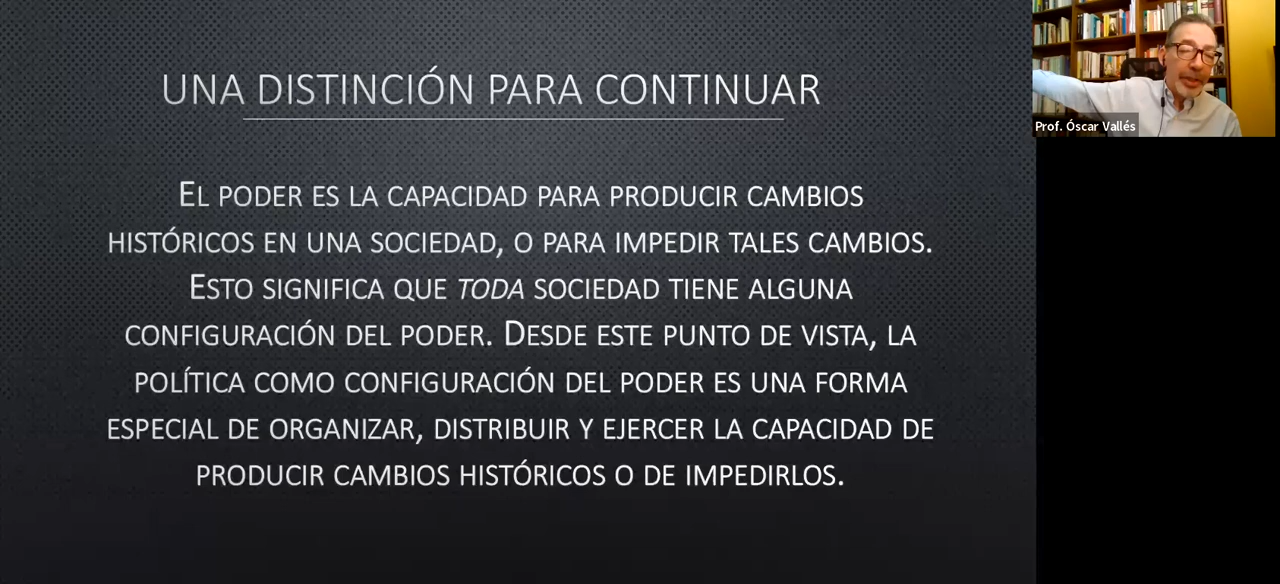 UNA DISTINCIÓN PARA CONTINUAR
EL PODER ES LA CAPACIDAD PARA PRODUCIR CAMBIOS
HISTÓRICOS EN UNA SOCIEDAD, O PARA IMPEDIR TALES CAMBIOS.
ESTO SIGNIFICA QUE TODA SOCIEDAD TIENE ALGUNA
CONFIGURACIÓN DEL PODER. DESDE ESTE PUNTO DE VISTA, LA
POLÍTICA COMO CONFIGURACIÓN DEL PODER ES UNA FORMA
ESPECIAL DE ORGANIZAR, DISTRIBUIR Y EJERCER LA CAPACIDAD DE
PRODUCIR CAMBIOS HISTÓRICOS O DE IMPEDIRLOS.
Prof. Óscar Vallés